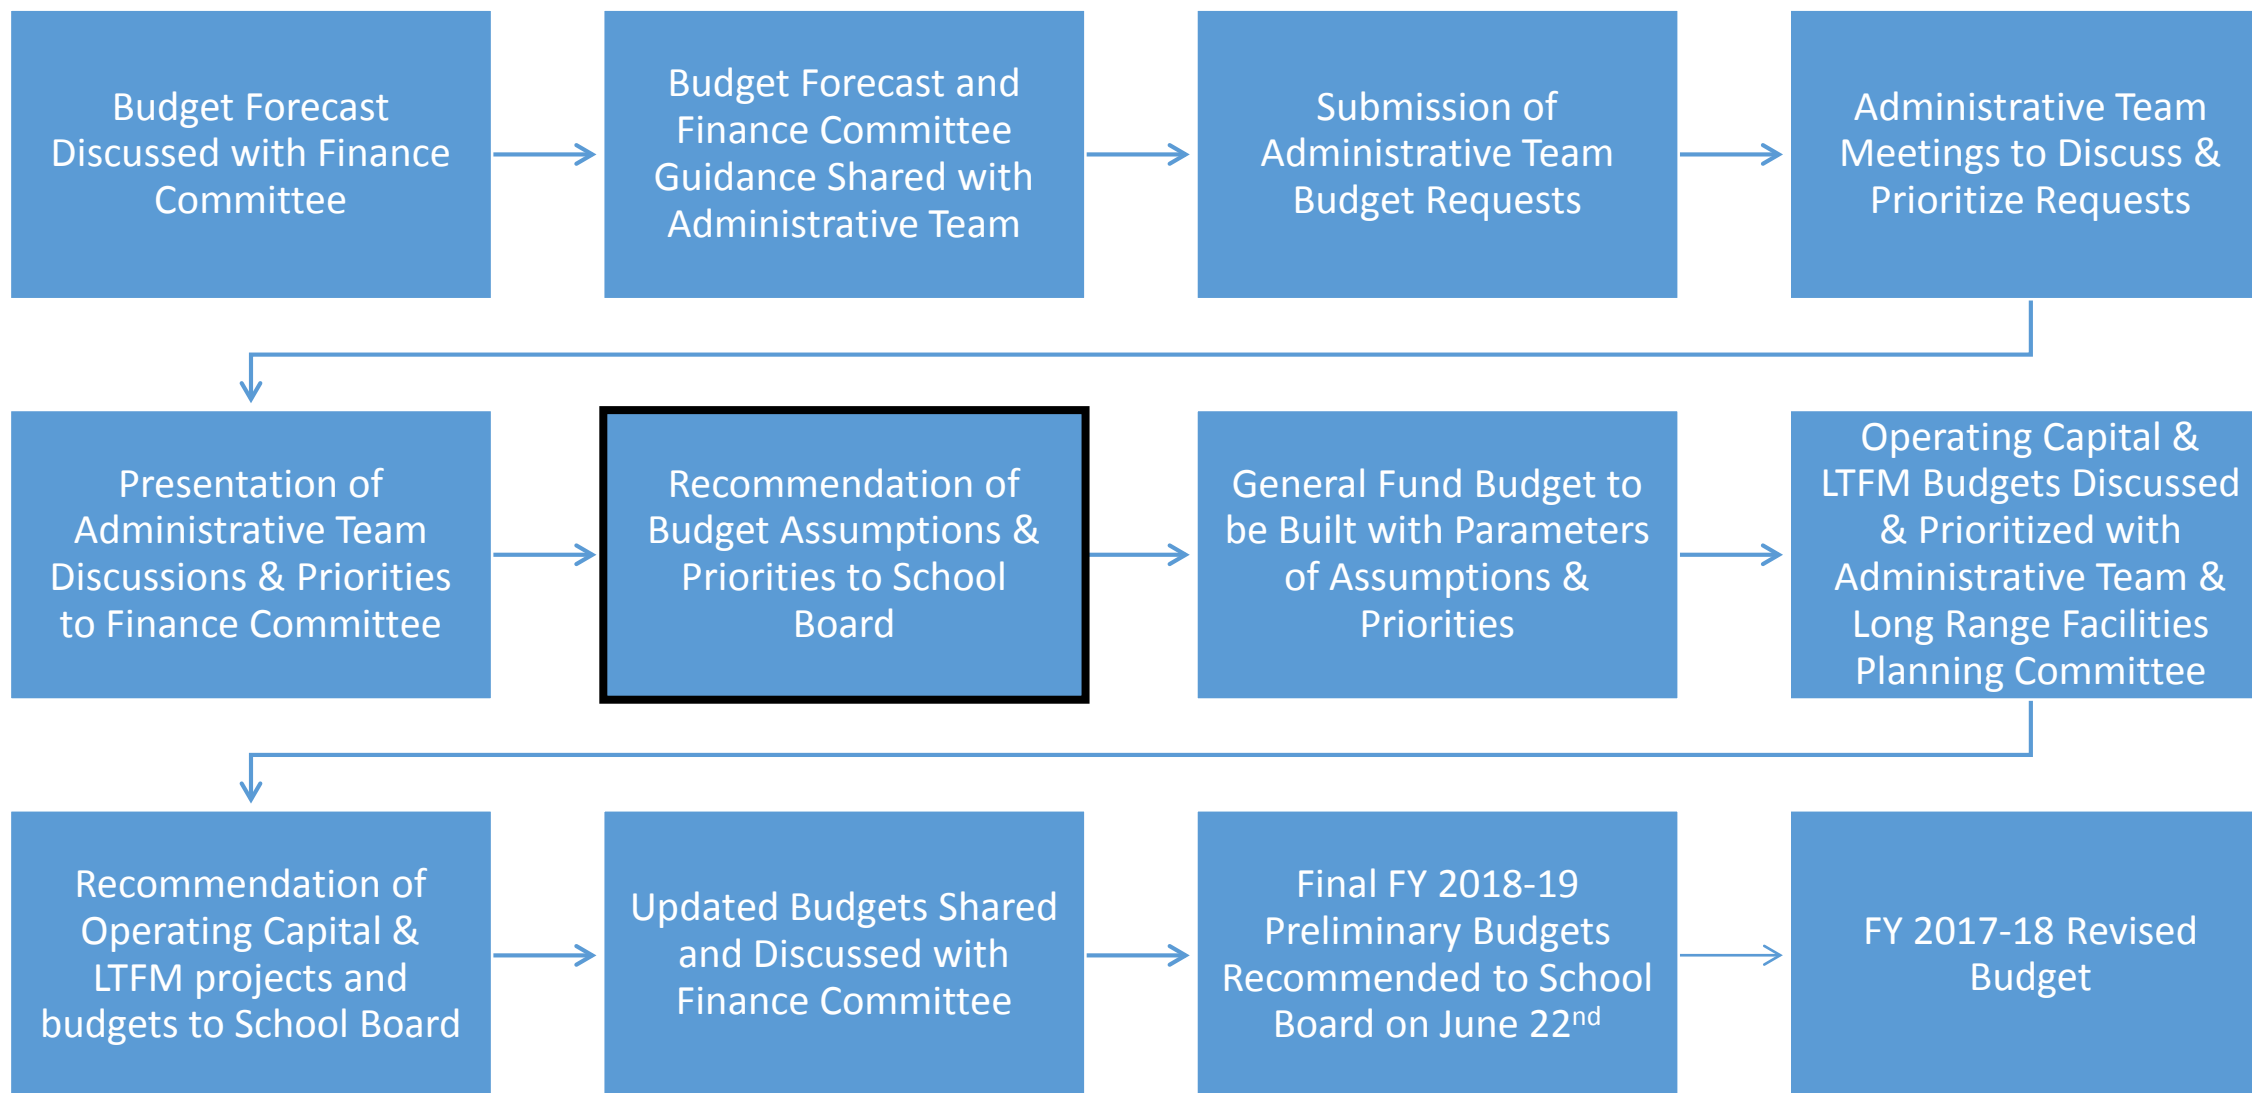 Budget Forecast
Discussed with Finance
Committee
Budget Forecast and
Finance Committee
Guidance Shared with
Administrative Team
Submission of
Administrative Team
Budget Requests
Administrative Team
Meetings to Discuss &
Prioritize Requests
Presentation of
Administrative Team
Discussions & Priorities
to Finance Committee
Recommendation of
Budget Assumptions &
Priorities to School
Board
General Fund Budget to
be Built with Parameters
of Assumptions &
Priorities
Operating Capital &
LTFM Budgets Discussed
& Prioritized with
Administrative Team &
Long Range Facilities
Planning Committee
Recommendation of
Operating Capital &
LTFM projects and
budgets to School Board
Updated Budgets Shared
and Discussed with
Finance Committee
Final FY 2018-19
Preliminary Budgets
Recommended to School
Board on June 22nd
FY 2017-18 Revised
Budget